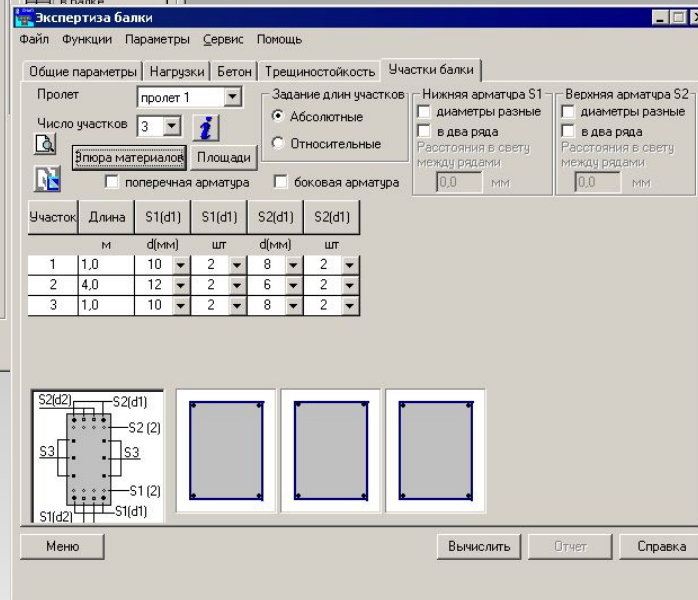 в балке
Экспертиза балки
Файл Функции Параметры Сервис Помощь
Общие параметры Нагрузки Бетон Трещиностойкость Участки балки
Пролет пролет 1
Число участков 3
Эпюра материалов Площади
поперечная арматура боковая арматура
Задание длин участков
Абсолютные
Относительные
Нижняя арматура S1
диаметры разные
в два ряда
Расстояния в свету
между рядами
0,0 мм
Верхняя арматура S2
диаметры разные
в два ряда
Расстояния в свету
между рядами
0,0 мм
Участок Длина S1(d1) S1(d1) S2(d1) S2(d1)
м d(мм) шт d(мм) шт
1 1,0 10 2 8 2
2 4,0 12 2 6 2
3 1,0 10 2 8 2
S2(d2) S2(d1)
S2 (2)
S3 S3
S1 (2)
S1(d2) S1(d1)
Меню Вычислить Отчет Справка